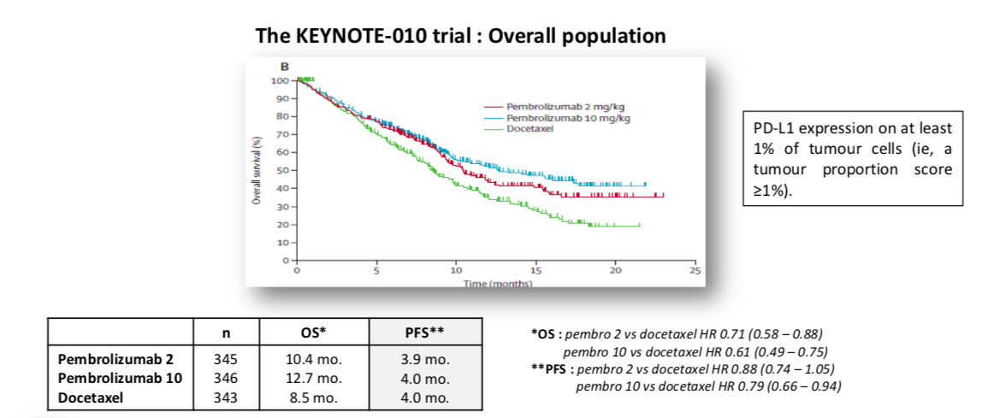 The KEYNOTE-010 trial : Overall population
B
100
90
80
70
60
50
40
30
20
10
0
Overall survival (%)
Pembrolizumab 2 mg/kg
Pembrolizumab 10 mg/kg
Docetaxel
0 5 10 15 20 25
Time (months)
PD-L1 expression on at least
1% of tumour cells (ie, a
tumour proportion score
≥1%).
n OS* PFS**
Pembrolizumab 2 345 10.4 mo. 3.9 mo.
Pembrolizumab 10 346 12.7 mo. 4.0 mo.
Docetaxel 343 8.5 mo. 4.0 mo.
*OS : pembro 2 vs docetaxel HR 0.71 (0.58 – 0.88)
pembro 10 vs docetaxel HR 0.61 (0.49 – 0.75)
**PFS : pembro 2 vs docetaxel HR 0.88 (0.74 – 1.05)
pembro 10 vs docetaxel HR 0.79 (0.66 – 0.94)